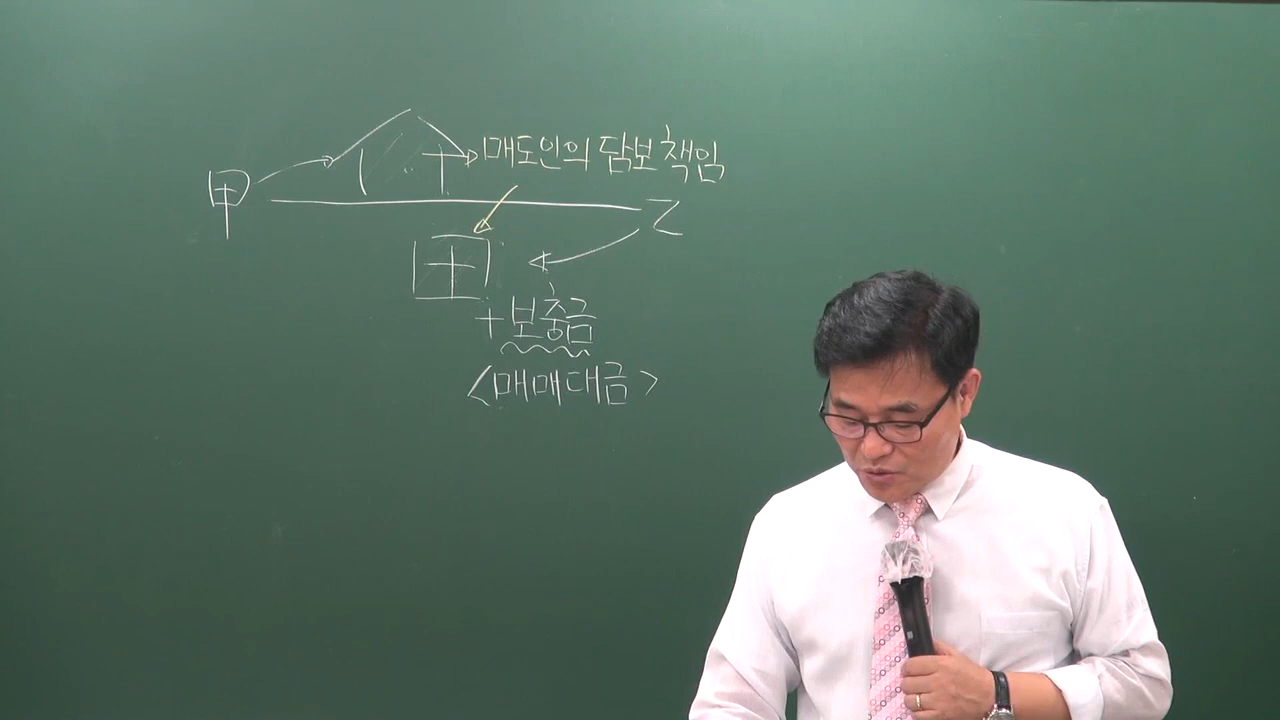 매도인의 담보책임
甲
乙
+보충금
<매매대금>